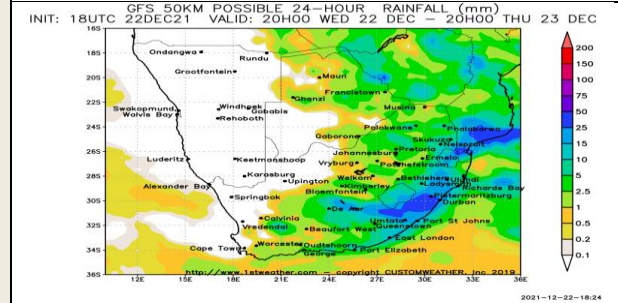 GFS 50KM POSSIBLE 24-HOUR RAINFALL (mm)
INIT: 18UTC 22DEC21 VALID: 20H00 WED 22 DEC - 20H00 THU 23 DEC
16S
18S
20S
22S
24S
26S
28S
30S
32S
34S
36S
Ondangwa
Rundu
Grootfontein
Maun
Francistown
Ghanzi
Musina
Swakopmund
Windhoek
Gobabis
Walvis Bay
Rehoboth
Polokwane
Phalaborwa
Gaborone
Skukuza
Pretoria
Nelspruit
Johannesburg
Ermelo
Luderitz
Keetmanshoop
Vryburg
Potchefstroom
Karasburg
Upington
Welkom
Bethlehem
Ulundi
Alexander Bay
Kimberley
Ladysmith
Richards Bay
Springbok
Bloemfontein
Pietermaritzburg
Durban
De Aar
Calvinia
Umtata
Port St Johns
Vredendal
Beaufort West
Queenstown
East London
Cape Town
Worcester
Oudtshoorn
George
Port Elizabeth
http://www.1stweather.com - copyright CUSTOMWEATHER, Inc 2019
12E 15E 18E 21E 24E 27E 30E 33E 36E
200
150
100
75
50
25
15
10
5
2.5
1
0.5
0.2
0.1
2021-12-22-18:24